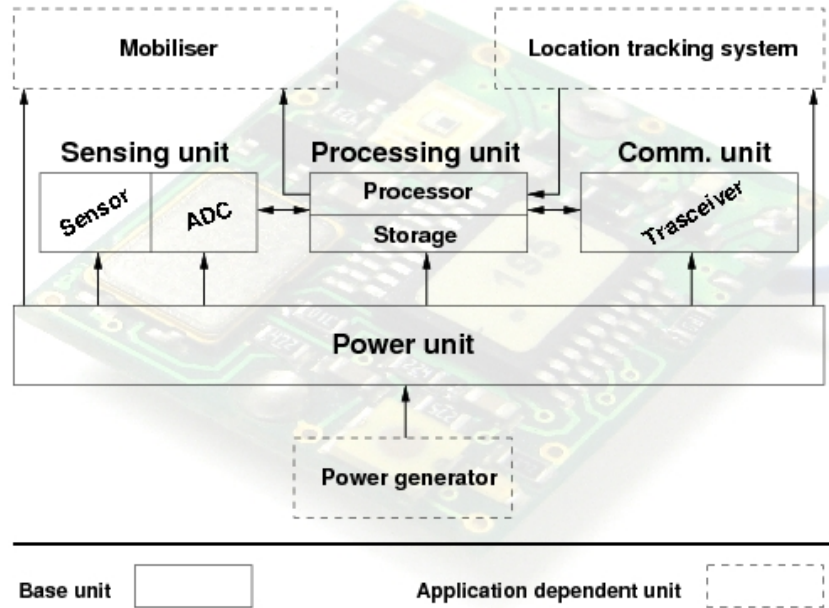 Mobiliser
Location tracking system
Sensing unit
Processing unit
Comm. unit
Sensor
ADC
Processor
Storage
Trasceiver
Power unit
Power generator
Base unit
Application dependent unit